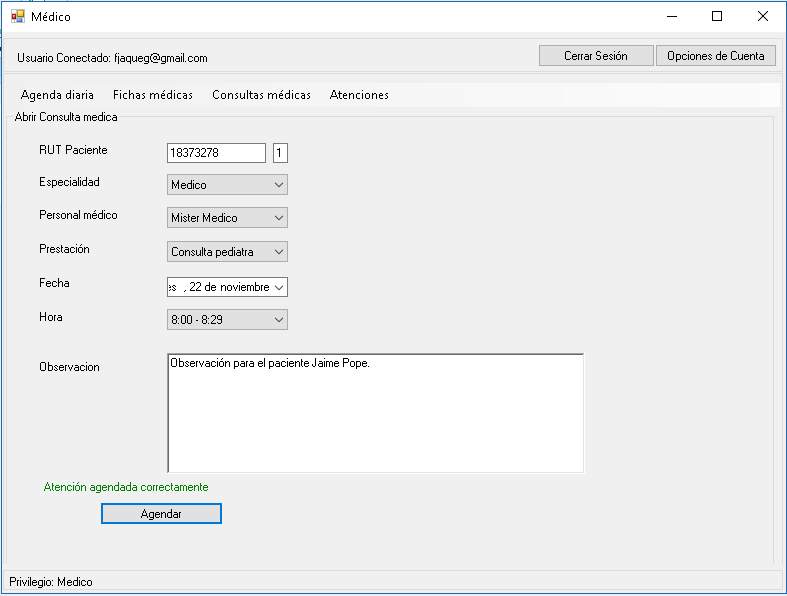 Médico
Usuario Conectado: fjaqueg@gmail.com
Cerrar Sesión
Opciones de Cuenta
Agenda diaria Fichas médicas Consultas médicas Atenciones
Abrir Consulta medica
RUT Paciente 18373278 1
Especialidad Medico
Personal médico Mister Medico
Prestación Consulta pediatra
Fecha es , 22 de noviembre
Hora 8:00 - 8:29
Observacion
Observación para el paciente Jaime Pope.
Atención agendada correctamente
Agendar
Privilegio: Medico